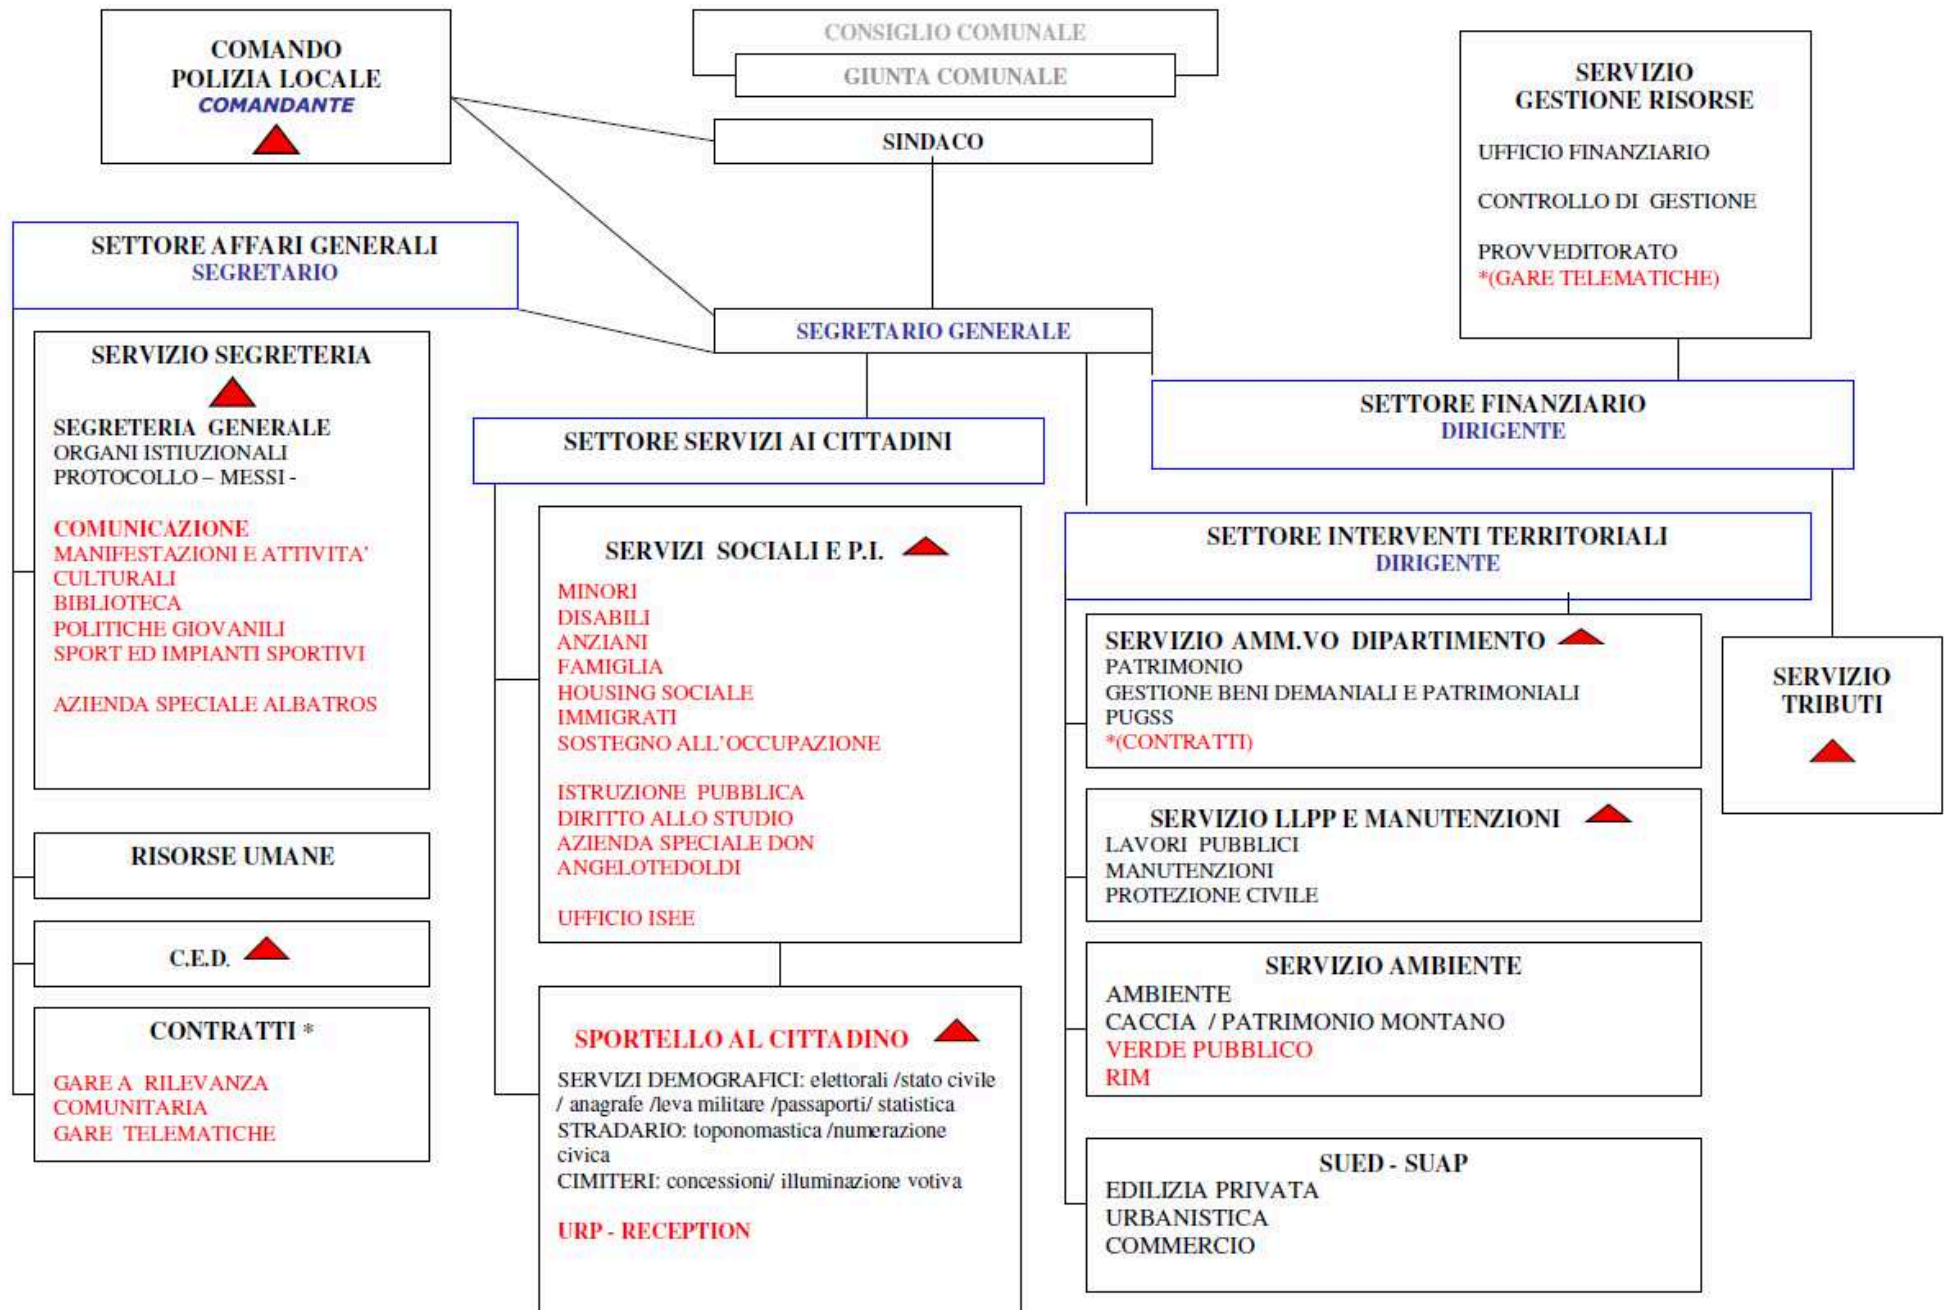 COMANDO
POLIZIA LOCALE
COMANDANTE
CONSIGLIO COMUNALE
GIUNTA COMUNALE
SINDACO
SERVIZIO
GESTIONE RISORSE
UFFICIO FINANZIARIO
CONTROLLO DI GESTIONE
PROVVEDITORATO
*(GARE TELEMATICHE)
SETTORE AFFARI GENERALI
SEGRETARIO
SEGRETARIO GENERALE
SERVIZIO SEGRETERIA
SEGRETERIA GENERALE
ORGANI ISTIUZIONALI
PROTOCOLLO – MESSI -
COMUNICAZIONE
MANIFESTAZIONI E ATTIVITA'
CULTURALI
BIBLIOTECA
POLITICHE GIOVANILI
SPORT ED IMPIANTI SPORTIVI
AZIENDA SPECIALE ALBATROS
RISORSE UMANE
C.E.D.
CONTRATTI *
GARE A RILEVANZA
COMUNITARIA
GARE TELEMATICHE
SETTORE SERVIZI AI CITTADINI
SERVIZI SOCIALI E P.I.
MINORI
DISABILI
ANZIANI
FAMIGLIA
HOUSING SOCIALE
IMMIGRATI
SOSTEGNO ALL'OCCUPAZIONE
ISTRUZIONE PUBBLICA
DIRITTO ALLO STUDIO
AZIENDA SPECIALE DON
ANGELOTEDOLDI
UFFICIO ISEE
SPORTELLO AL CITTADINO
SERVIZI DEMOGRAFICI: elettorali /stato civile
/ anagrafe /leva militare /passaporti/ statistica
STRADARIO: toponomastica /numerazione
civica
CIMITERI: concessioni/ illuminazione votiva
URP - RECEPTION
SETTORE FINANZIARIO
DIRIGENTE
SETTORE INTERVENTI TERRITORIALI
DIRIGENTE
SERVIZIO AMM.VO DIPARTIMENTO
PATRIMONIO
GESTIONE BENI DEMANIALI E PATRIMONIALI
PUGSS
*(CONTRATTI)
SERVIZIO LLPP E MANUTENZIONI
LAVORI PUBBLICI
MANUTENZIONI
PROTEZIONE CIVILE
SERVIZIO AMBIENTE
AMBIENTE
CACCIA / PATRIMONIO MONTANO
VERDE PUBBLICO
RIM
SUED - SUAP
EDILIZIA PRIVATA
URBANISTICA
COMMERCIO
SERVIZIO
TRIBUTI